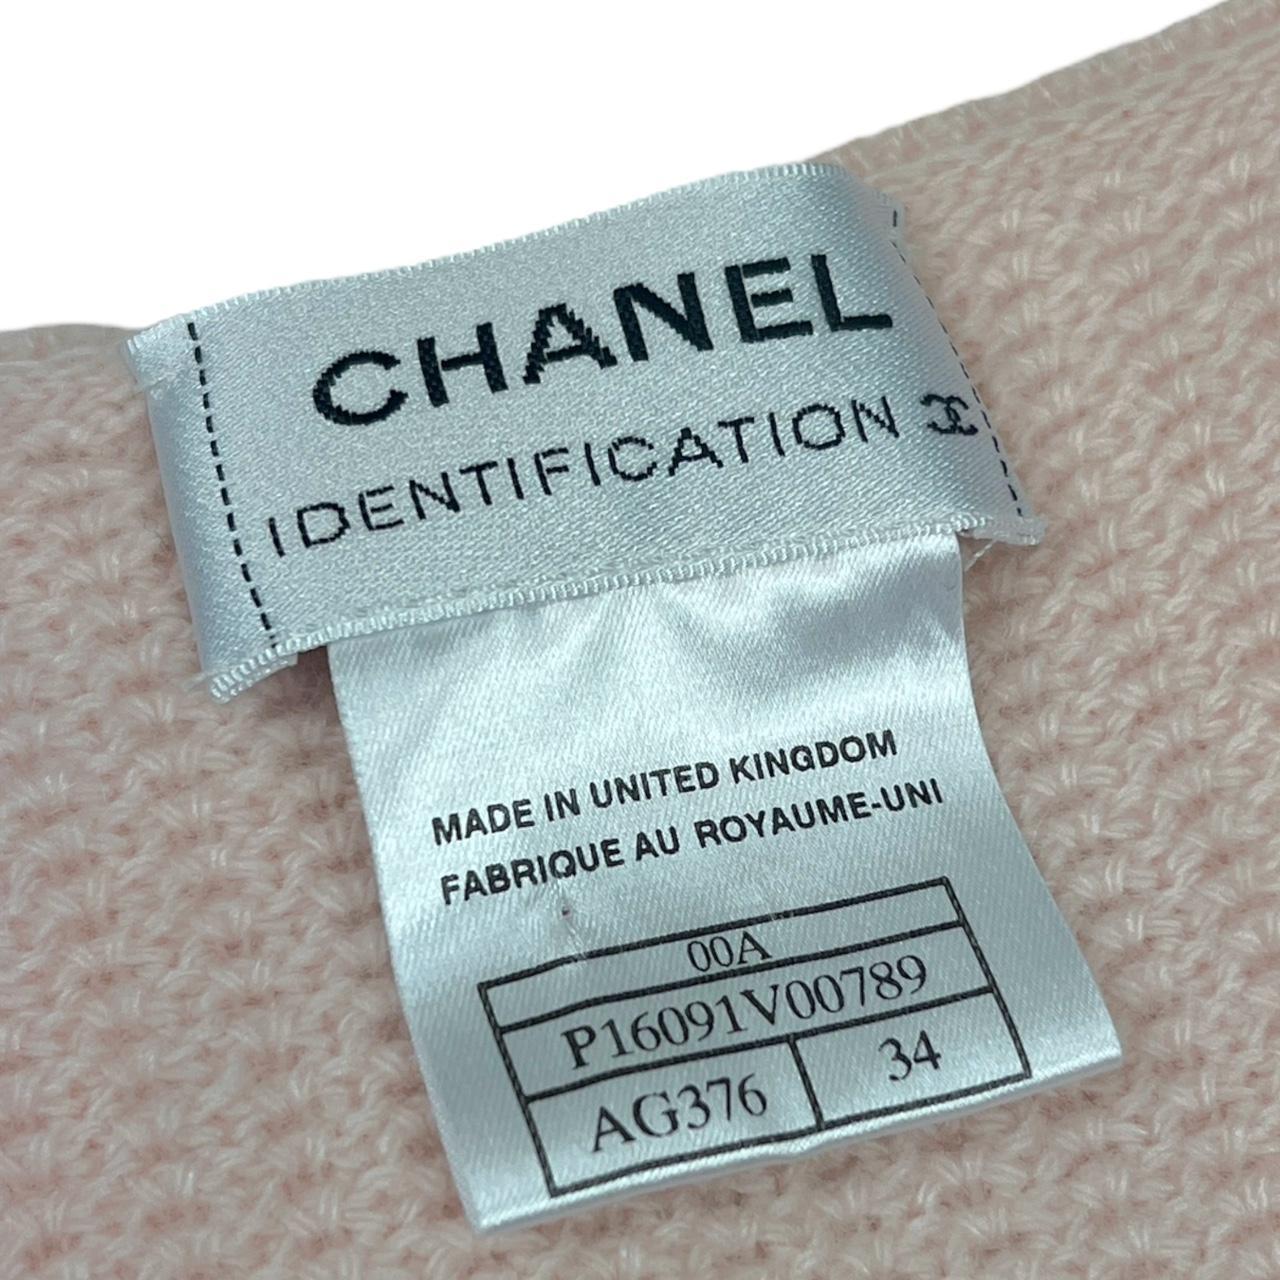 CHANEL
IDENTIFICATION
MADE IN UNITED KINGDOM
FABRIQUE AU ROYAUME-UNI
00A
P16091V00789
AG376 34